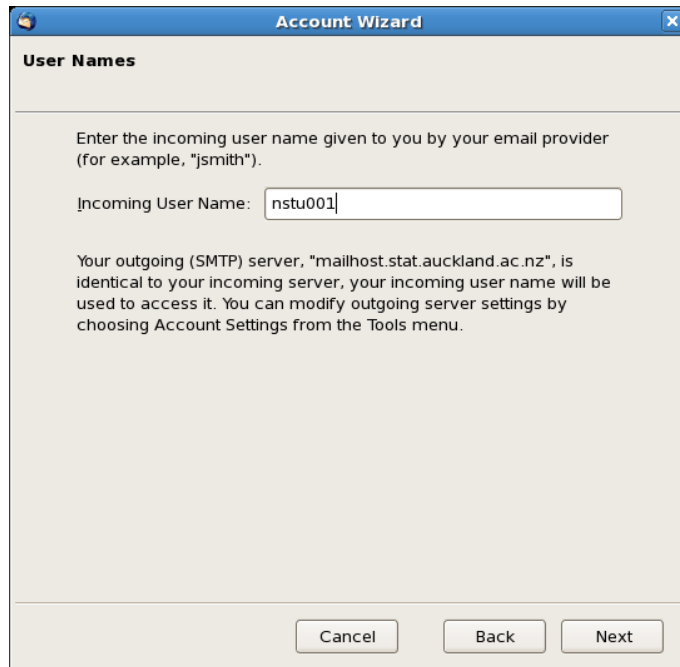 Account Wizard
User Names
Enter the incoming user name given to you by your email provider
(for example, "jsmith").
Incoming User Name: nstu001
Your outgoing (SMTP) server, "mailhost.stat.auckland.ac.nz", is
identical to your incoming server, your incoming user name will be
used to access it. You can modify outgoing server settings by
choosing Account Settings from the Tools menu.
Cancel Back Next